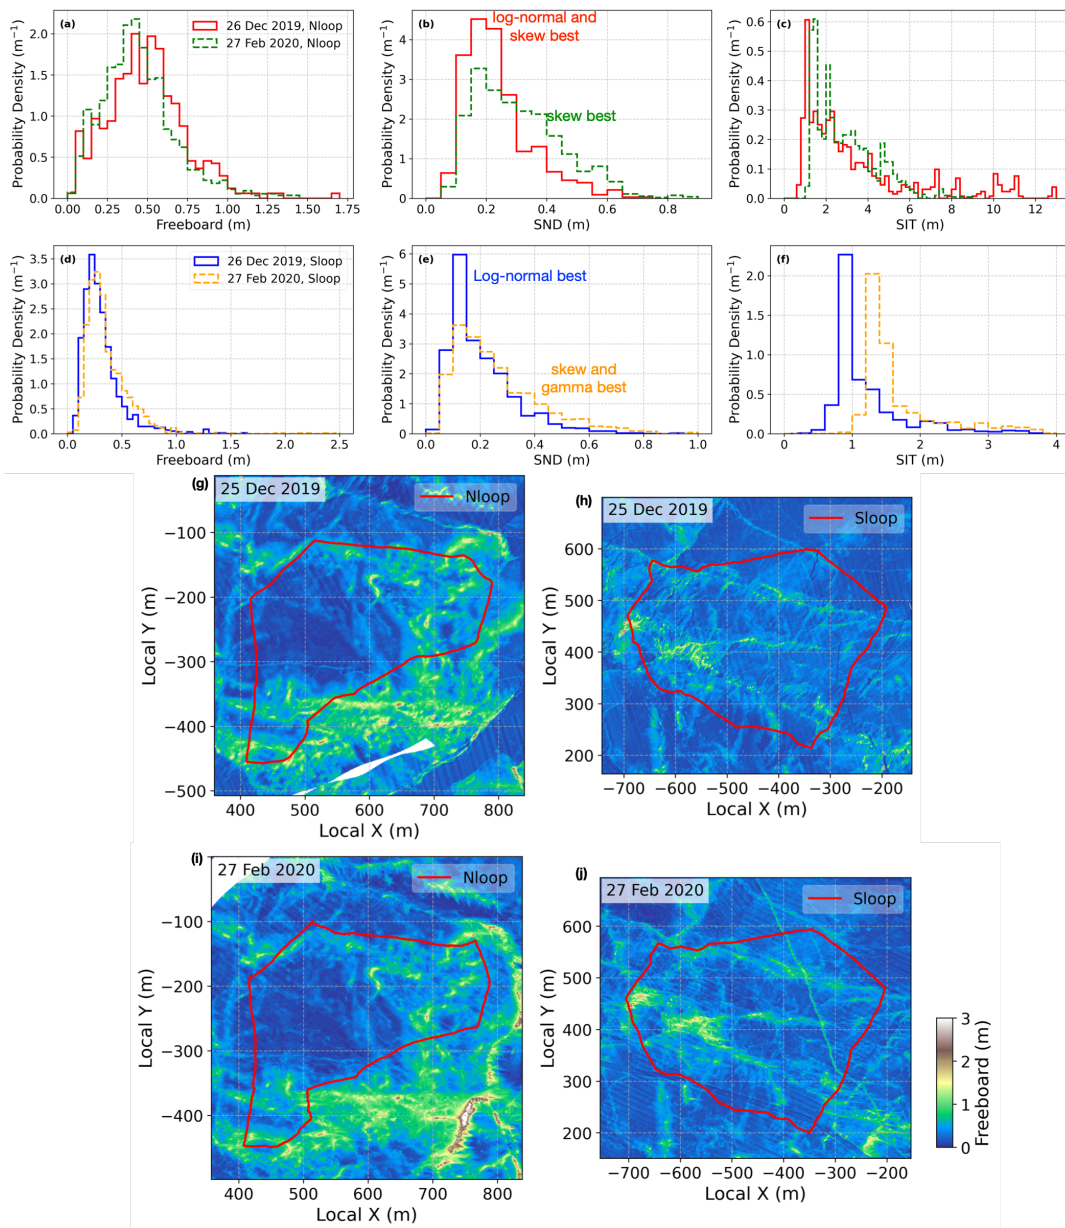 (a)
26 Dec 2019, Nloop
27 Feb 2020, Nloop
Probability Density (m⁻¹)
2.0
1.5
1.0
0.5
0.0
0.00 0.25 0.50 0.75 1.00 1.25 1.50 1.75
Freeboard (m)
(b)
log-normal and
skew best
skew best
Probability Density (m⁻¹)
4
3
2
1
0
0.0 0.2 0.4 0.6 0.8
SND (m)
(c)
Probability Density (m⁻¹)
0.6
0.5
0.4
0.3
0.2
0.1
0.0
0 2 4 6 8 10 12
SIT (m)
(d)
26 Dec 2019, Sloop
27 Feb 2020, Sloop
Probability Density (m⁻¹)
3.5
3.0
2.5
2.0
1.5
1.0
0.5
0.0
0.0 0.5 1.0 1.5 2.0 2.5
Freeboard (m)
(e)
Log-normal best
skew and
gamma best
Probability Density (m⁻¹)
6
5
4
3
2
1
0
0.0 0.2 0.4 0.6 0.8 1.0
SND (m)
(f)
Probability Density (m⁻¹)
2.0
1.5
1.0
0.5
0.0
0 1 2 3 4
SIT (m)
(g)
25 Dec 2019
Nloop
Local Y (m)
−100
−200
−300
−400
−500
400 500 600 700 800
Local X (m)
(h)
25 Dec 2019
Sloop
Local Y (m)
600
500
400
300
200
−700 −600 −500 −400 −300 −200
Local X (m)
(i)
27 Feb 2020
Nloop
Local Y (m)
−100
−200
−300
−400
400 500 600 700 800
Local X (m)
(j)
27 Feb 2020
Sloop
Local Y (m)
600
500
400
300
200
−700 −600 −500 −400 −300 −200
Local X (m)
3
2
1
0
Freeboard (m)